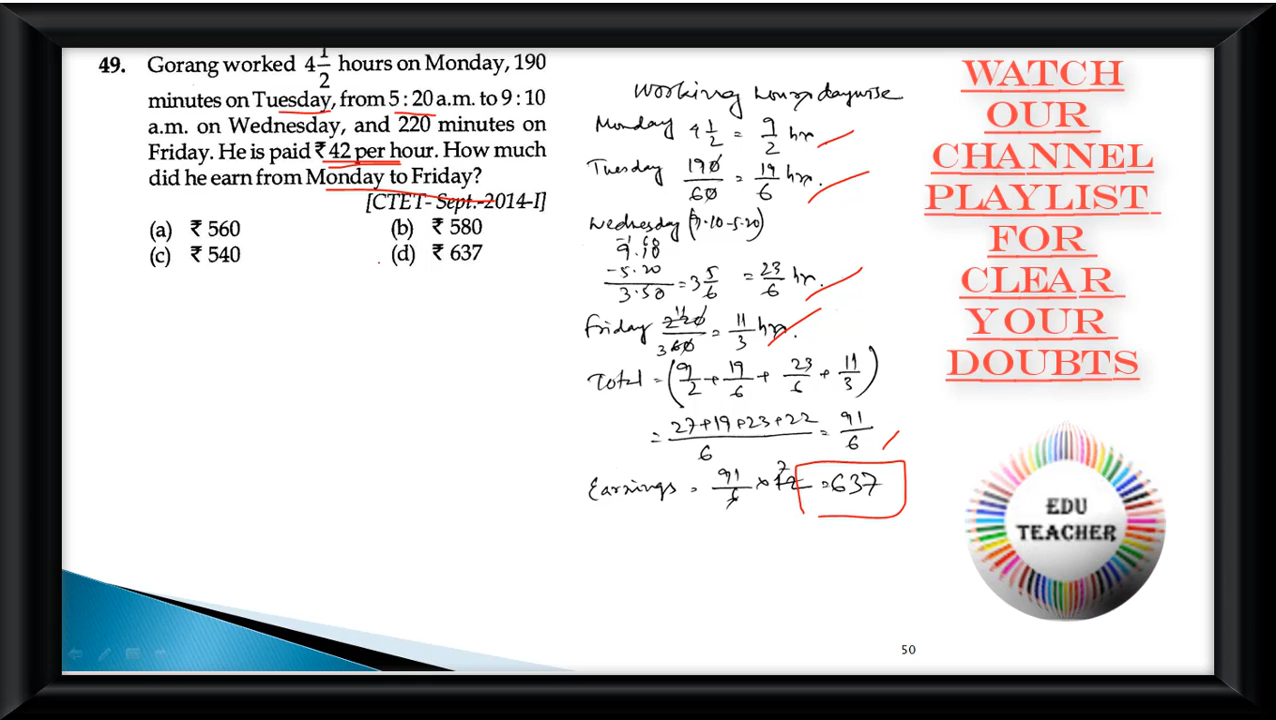 49. Gorang worked 4 1/2 hours on Monday, 190
minutes on Tuesday, from 5 : 20 a.m. to 9 : 10
a.m. on Wednesday, and 220 minutes on
Friday. He is paid ₹ 42 per hour. How much
did he earn from Monday to Friday?
[CTET- Sept.-2014-I]
(a) ₹ 560 (b) ₹ 580
(c) ₹ 540 (d) ₹ 637
Working hours daywise
Monday 4 1/2 = 9/2 hr
Tuesday 190/60 = 19/6 hr.
Wednesday (9.10-5.20)
9.10
-5.20
3.50 = 3 5/6 = 23/6 hr.
Friday 220/60 = 11/3 hr.
Total = (9/2 + 19/6 + 23/6 + 11/3)
= 27+19+23+22/6 = 91/6
Earnings = 91/6 × 42 = 637
WATCH
OUR
CHANNEL
PLAYLIST
FOR
CLEAR
YOUR
DOUBTS
EDU
TEACHER
50